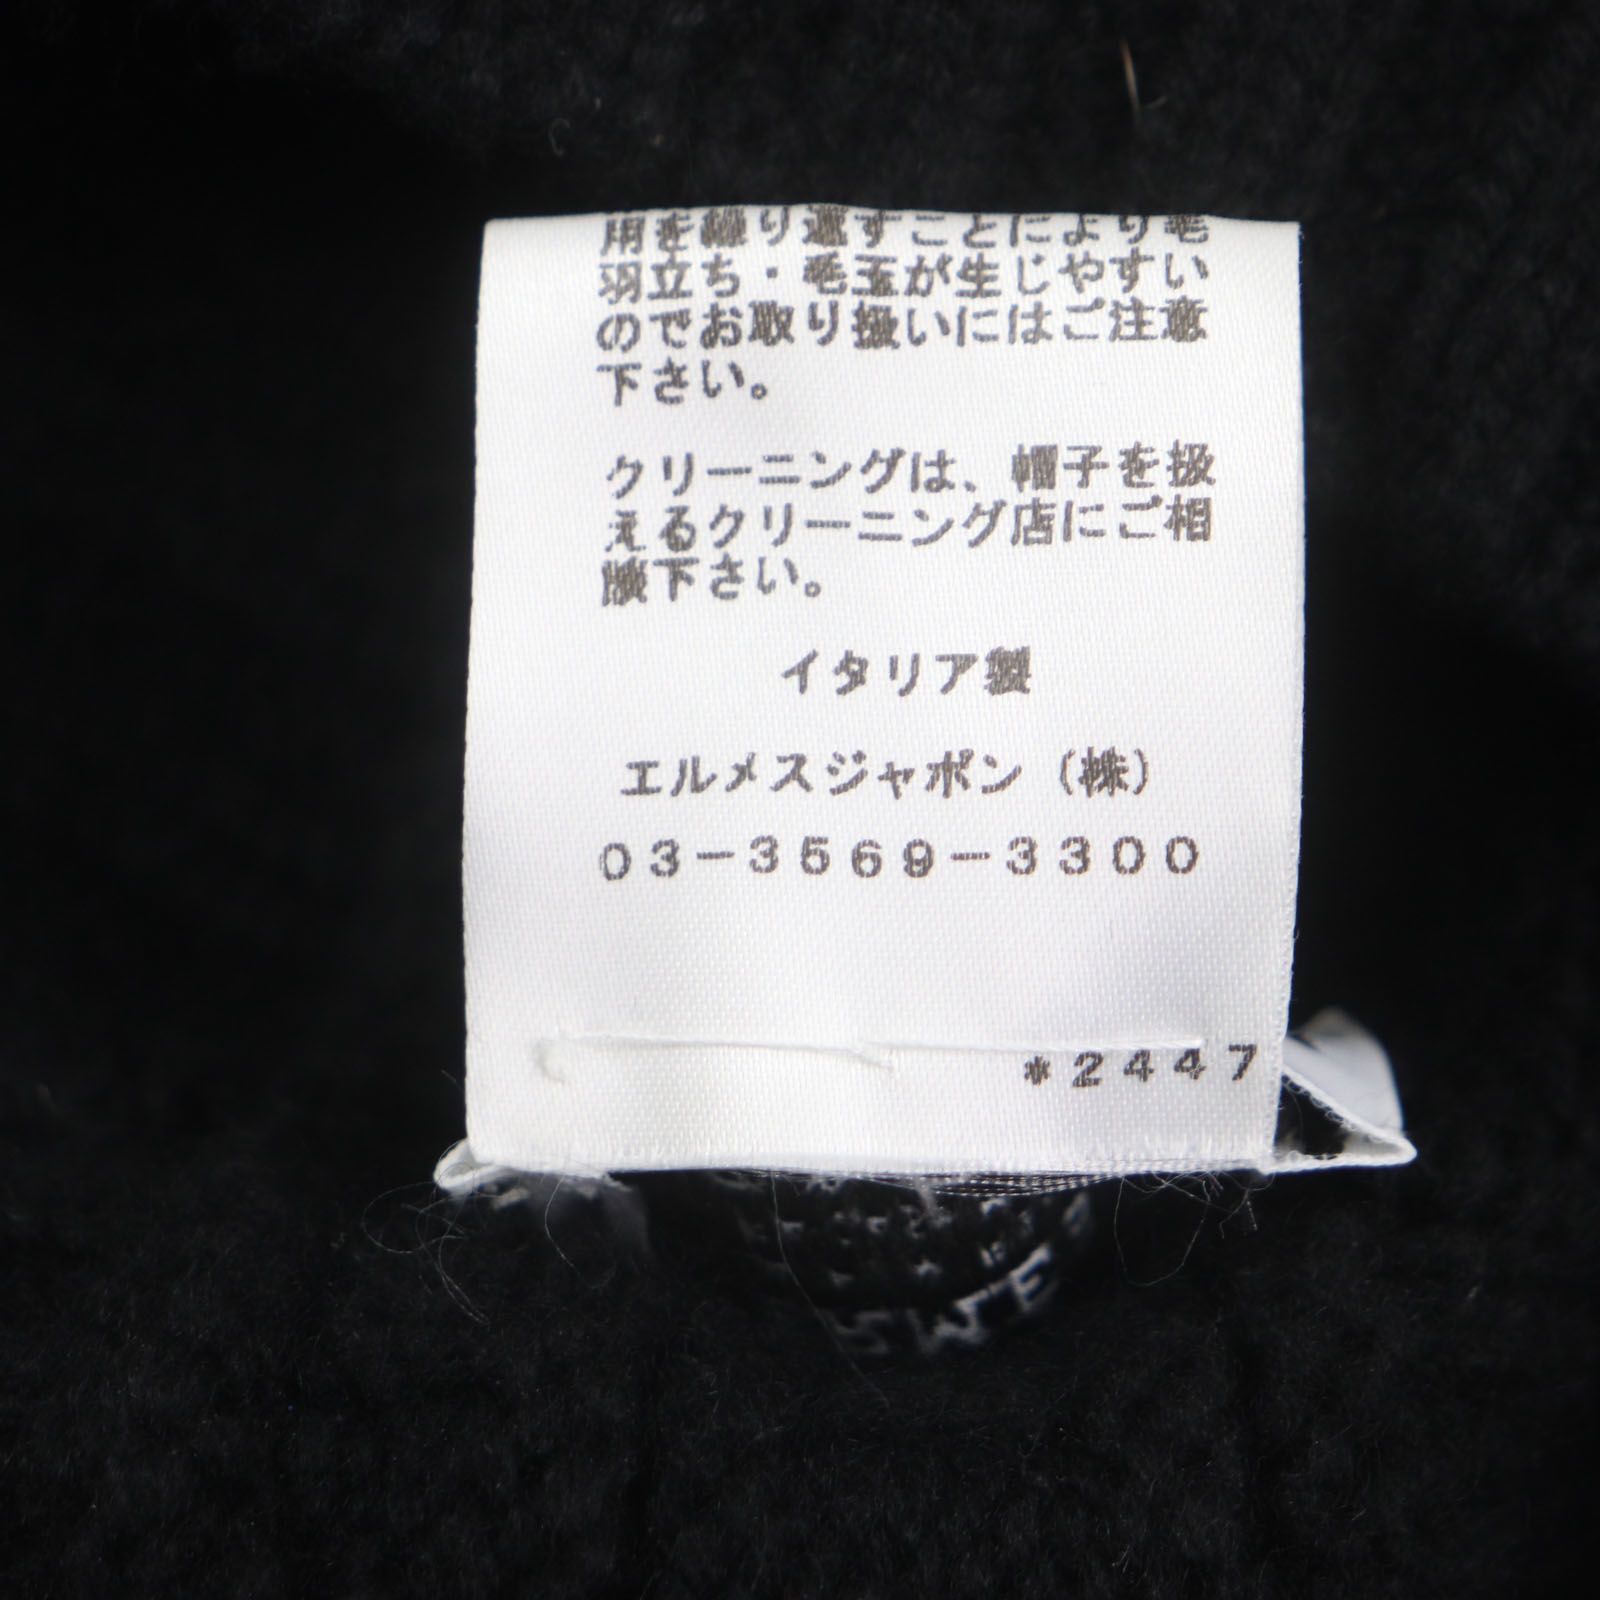 用を繰り返すことにより毛
羽立ち・毛玉が生じやすい
のでお取り扱いにはご注意
下さい。
クリーニングは、帽子を扱
えるクリーニング店にご相
談下さい。
イタリア製
エルメスジャポン（株）
03-3569-3300
*2447